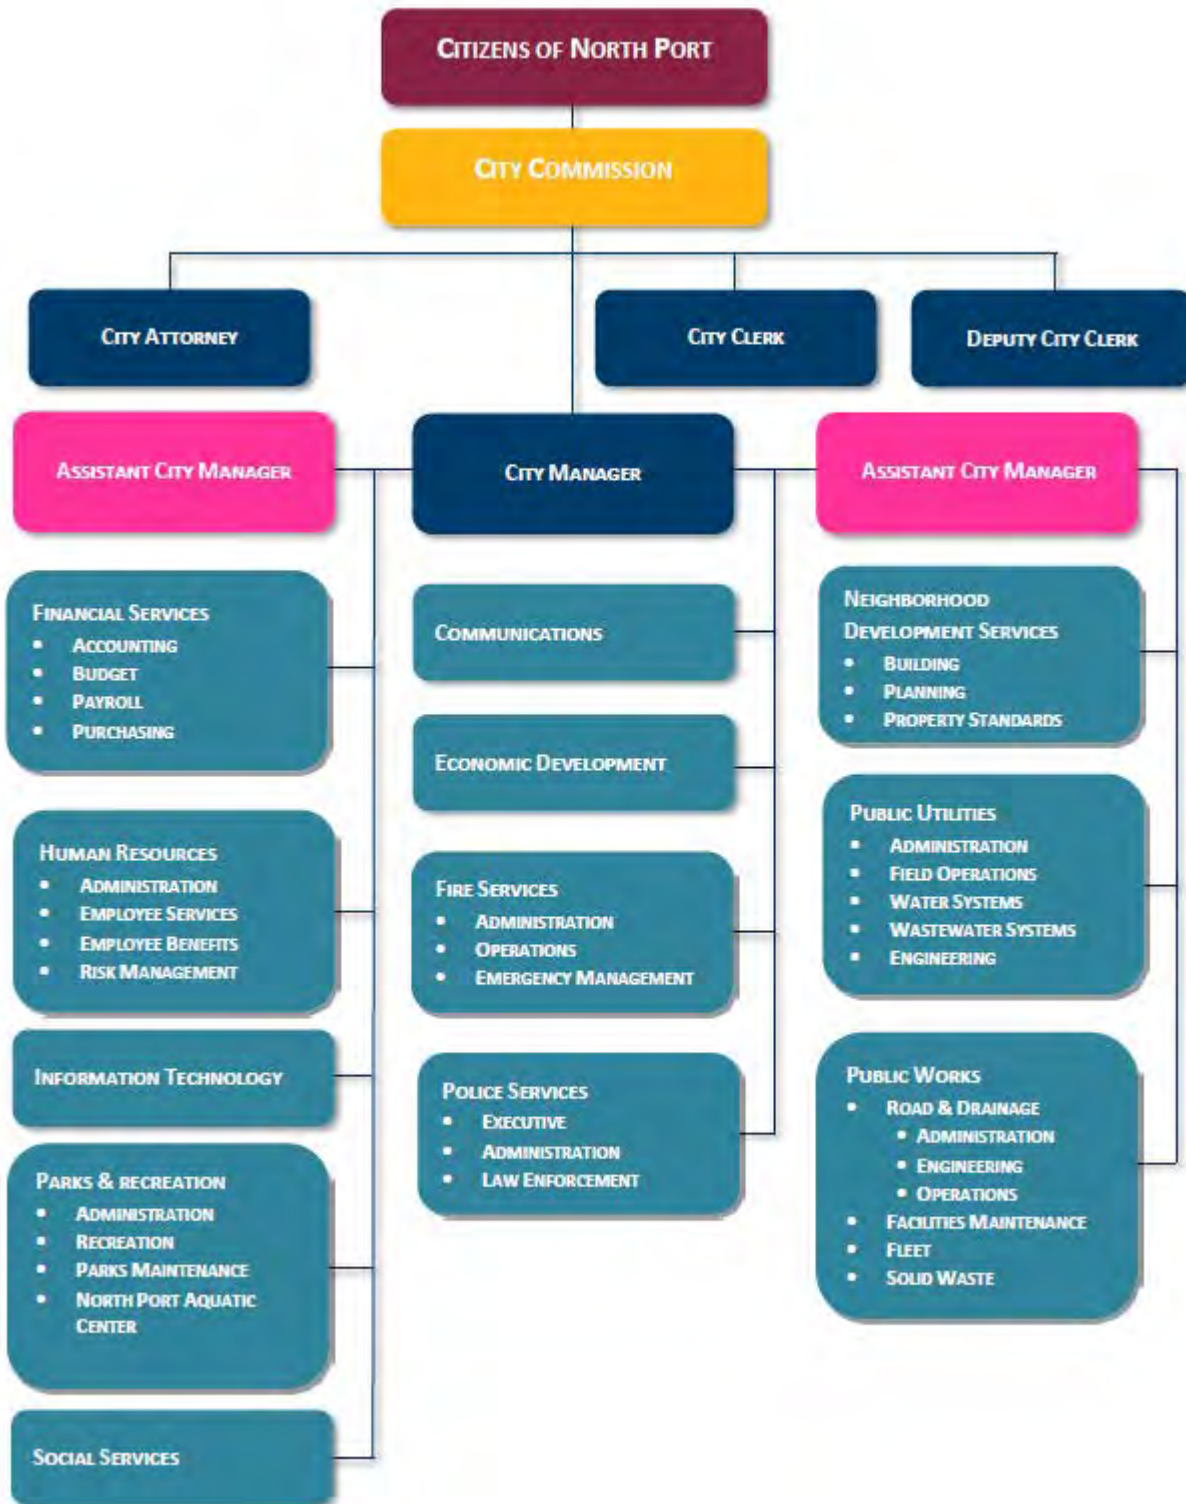 CITIZENS OF NORTH PORT
CITY COMMISSION
CITY ATTORNEY
CITY CLERK
DEPUTY CITY CLERK
ASSISTANT CITY MANAGER
CITY MANAGER
ASSISTANT CITY MANAGER
FINANCIAL SERVICES
• ACCOUNTING
• BUDGET
• PAYROLL
• PURCHASING
HUMAN RESOURCES
• ADMINISTRATION
• EMPLOYEE SERVICES
• EMPLOYEE BENEFITS
• RISK MANAGEMENT
INFORMATION TECHNOLOGY
PARKS & RECREATION
• ADMINISTRATION
• RECREATION
• PARKS MAINTENANCE
• NORTH PORT AQUATIC
CENTER
SOCIAL SERVICES
COMMUNICATIONS
ECONOMIC DEVELOPMENT
FIRE SERVICES
• ADMINISTRATION
• OPERATIONS
• EMERGENCY MANAGEMENT
POLICE SERVICES
• EXECUTIVE
• ADMINISTRATION
• LAW ENFORCEMENT
NEIGHBORHOOD
DEVELOPMENT SERVICES
• BUILDING
• PLANNING
• PROPERTY STANDARDS
PUBLIC UTILITIES
• ADMINISTRATION
• FIELD OPERATIONS
• WATER SYSTEMS
• WASTEWATER SYSTEMS
• ENGINEERING
PUBLIC WORKS
• ROAD & DRAINAGE
• ADMINISTRATION
• ENGINEERING
• OPERATIONS
• FACILITIES MAINTENANCE
• FLEET
• SOLID WASTE